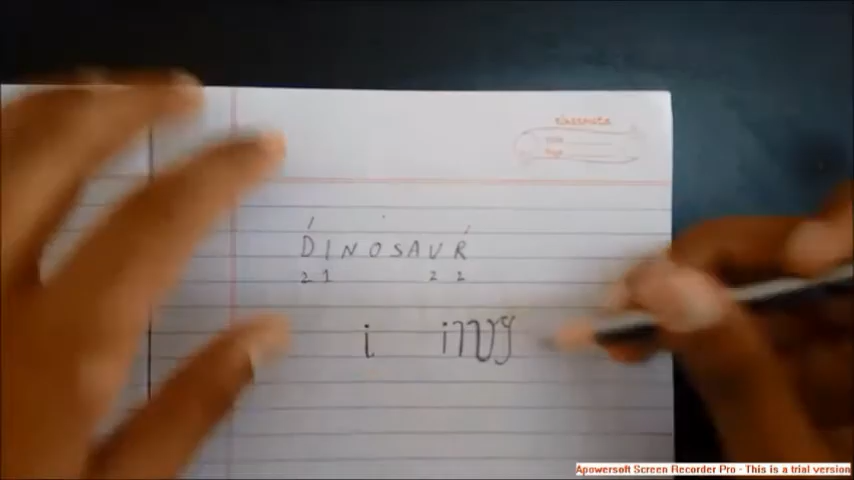 classmate
DINOSAUR
21 22
i
Apowersoft Screen Recorder Pro - This is a trial version